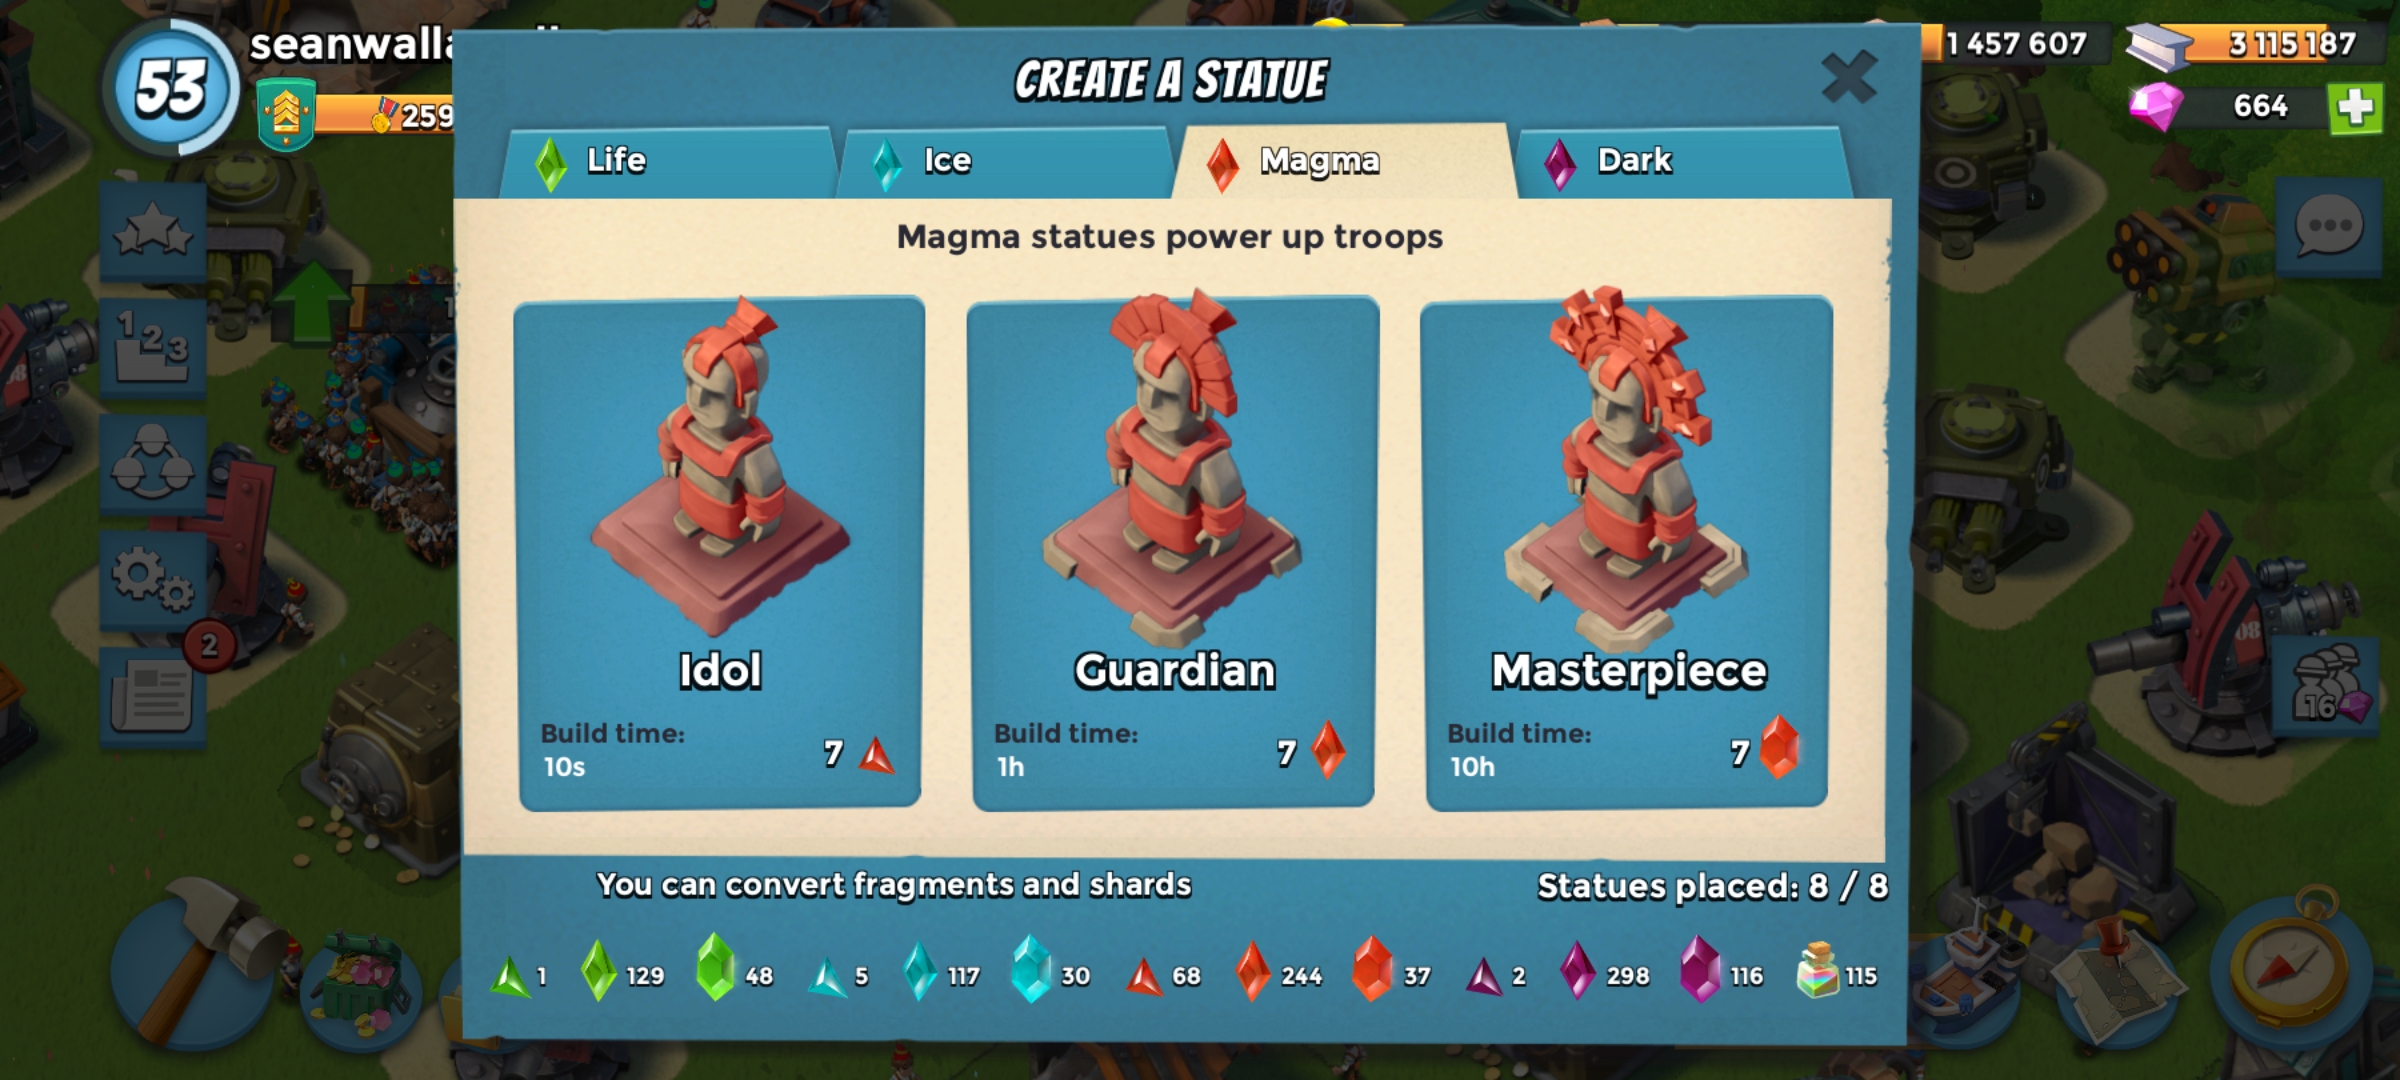 53
259
CREATE A STATUE
1 457 607
3 115 187
664
Life
Ice
Magma
Dark
Magma statues power up troops
1 2 3
08
08
Idol
Guardian
Masterpiece
Build time:
10s
7
Build time:
1h
7
Build time:
10h
7
2
16
You can convert fragments and shards
Statues placed: 8 / 8
1
129
48
5
117
30
68
244
37
2
298
116
115